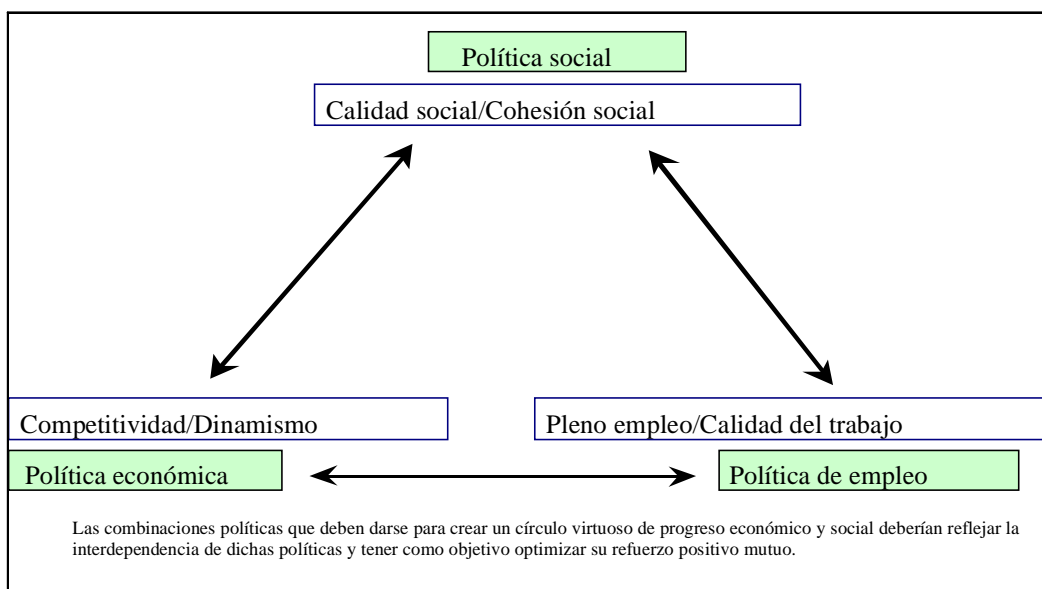 Política social
Calidad social/Cohesión social
Competitividad/Dinamismo
Pleno empleo/Calidad del trabajo
Política económica
Política de empleo
Las combinaciones políticas que deben darse para crear un círculo virtuoso de progreso económico y social deberían reflejar la
interdependencia de dichas políticas y tener como objetivo optimizar su refuerzo positivo mutuo.